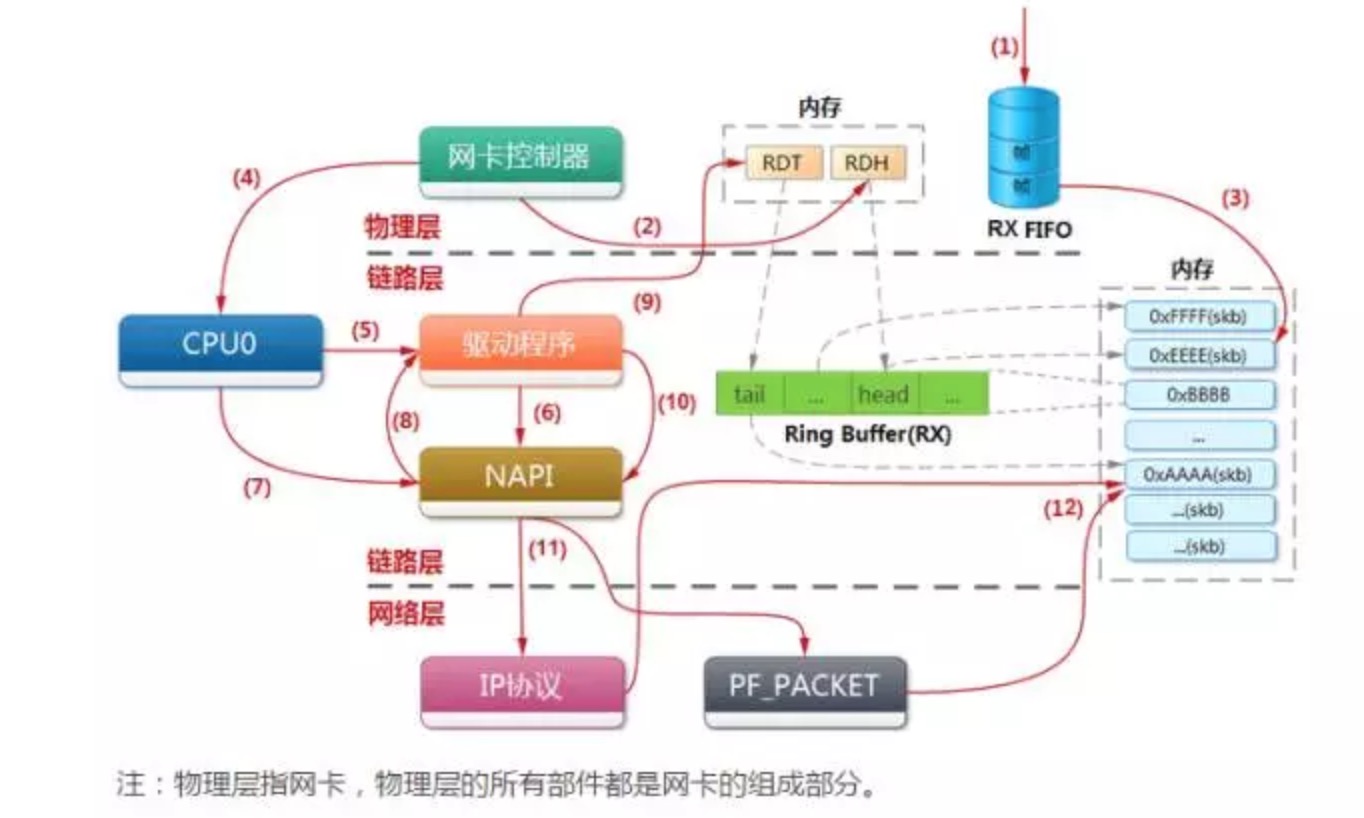 (1)
内存
网卡控制器
RDT
RDH
帧
帧
(4)
(3)
物理层
(2)
RX FIFO
链路层
内存
(9)
0xFFFF(skb)
CPU0
(5)
驱动程序
0xEEEE(skb)
tail
...
head
...
0xBBBB
(6)
(10)
(8)
Ring Buffer(RX)
...
NAPI
0xAAAA(skb)
(7)
(12)
...(skb)
(11)
...(skb)
链路层
网络层
IP协议
PF_PACKET
注：物理层指网卡，物理层的所有部件都是网卡的组成部分。